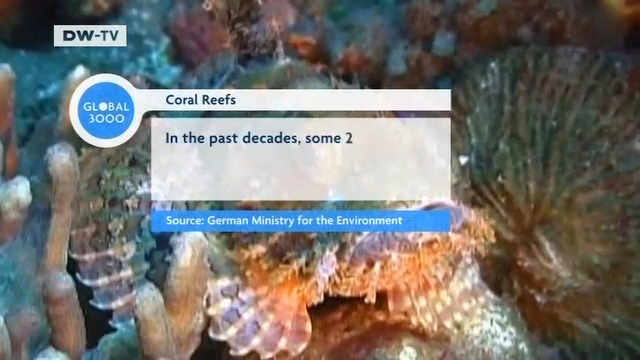 DW-TV
GLOBAL
3000
Coral Reefs
In the past decades, some 2
Source: German Ministry for the Environment